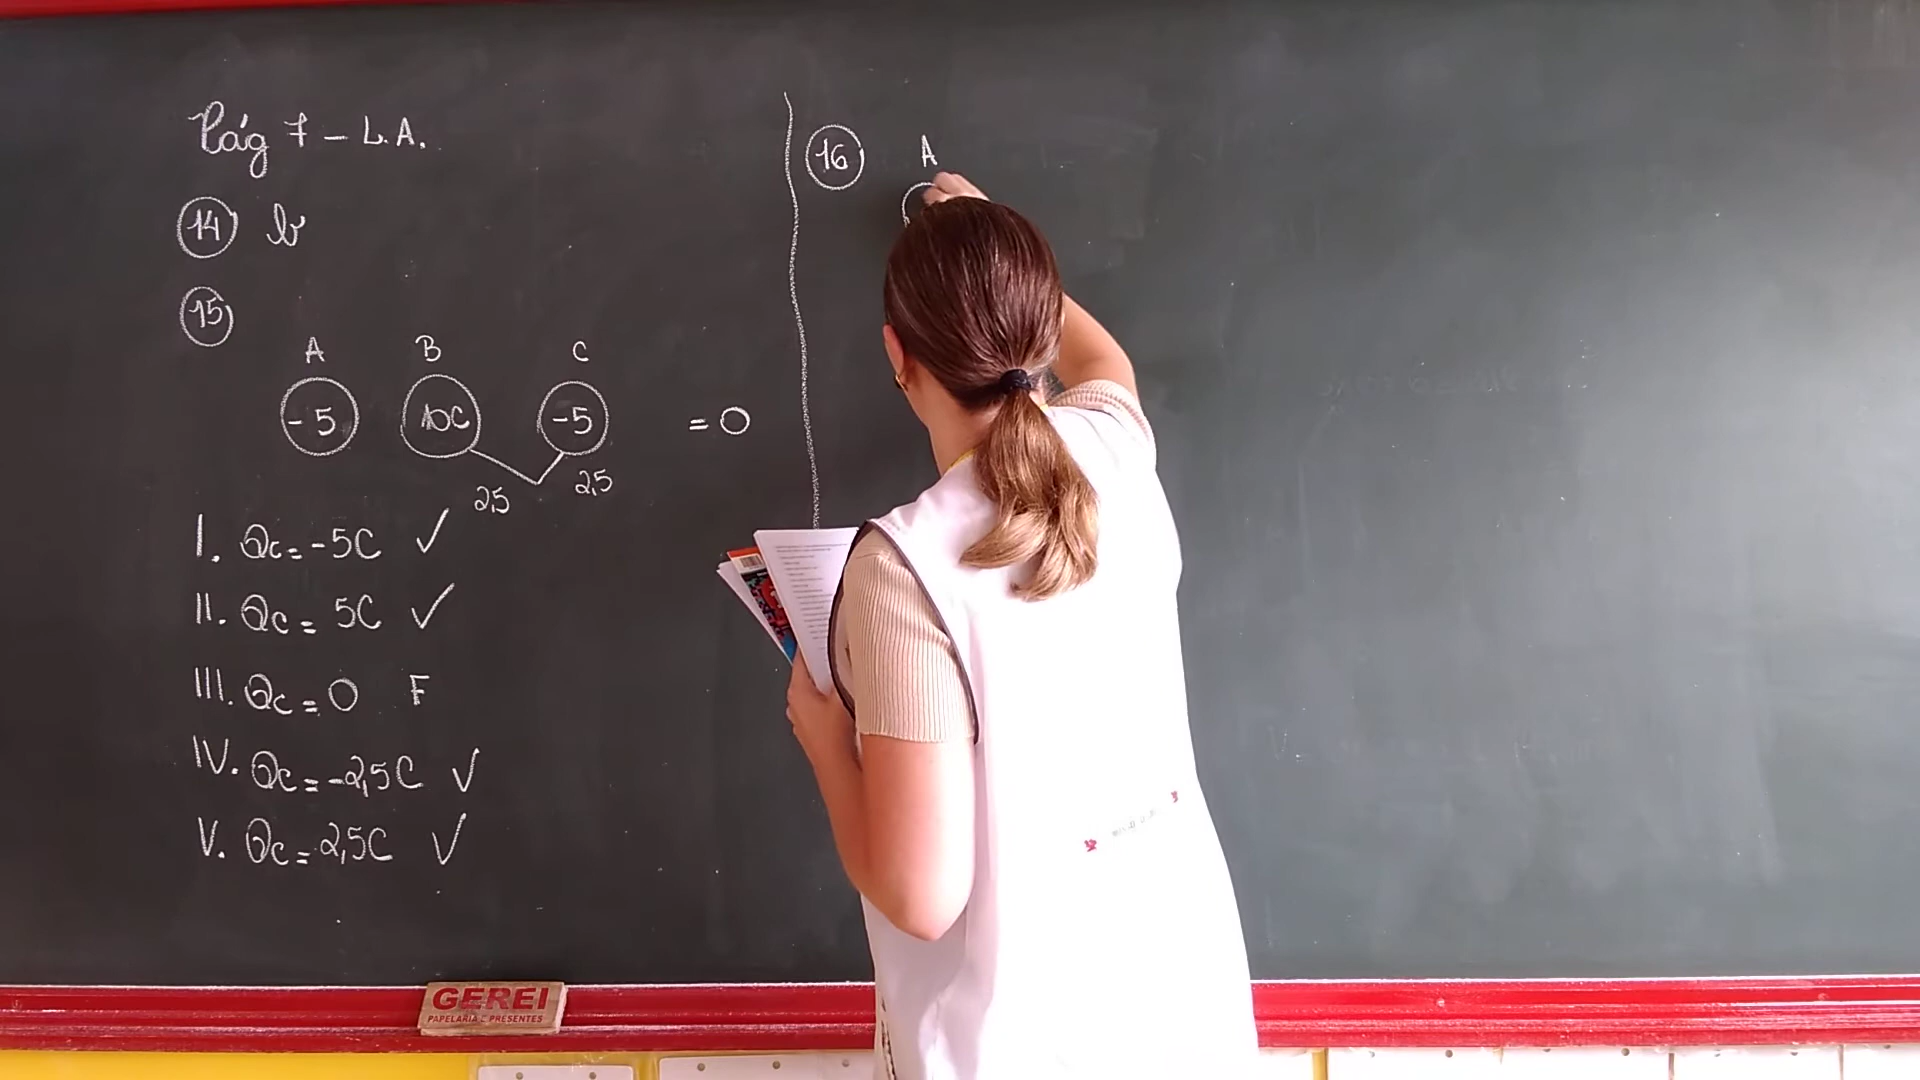 Pág 7 - L.A.
14 b
15
A B C
-5 10C -5 = 0
2,5 2,5
I. Qc = -5C ✓
II. Qc = 5C ✓
III. Qc = 0 F
IV. Qc = -2,5C ✓
V. Qc = 2,5C ✓
16 A
GEREI
PAPELARIA E PRESENTES